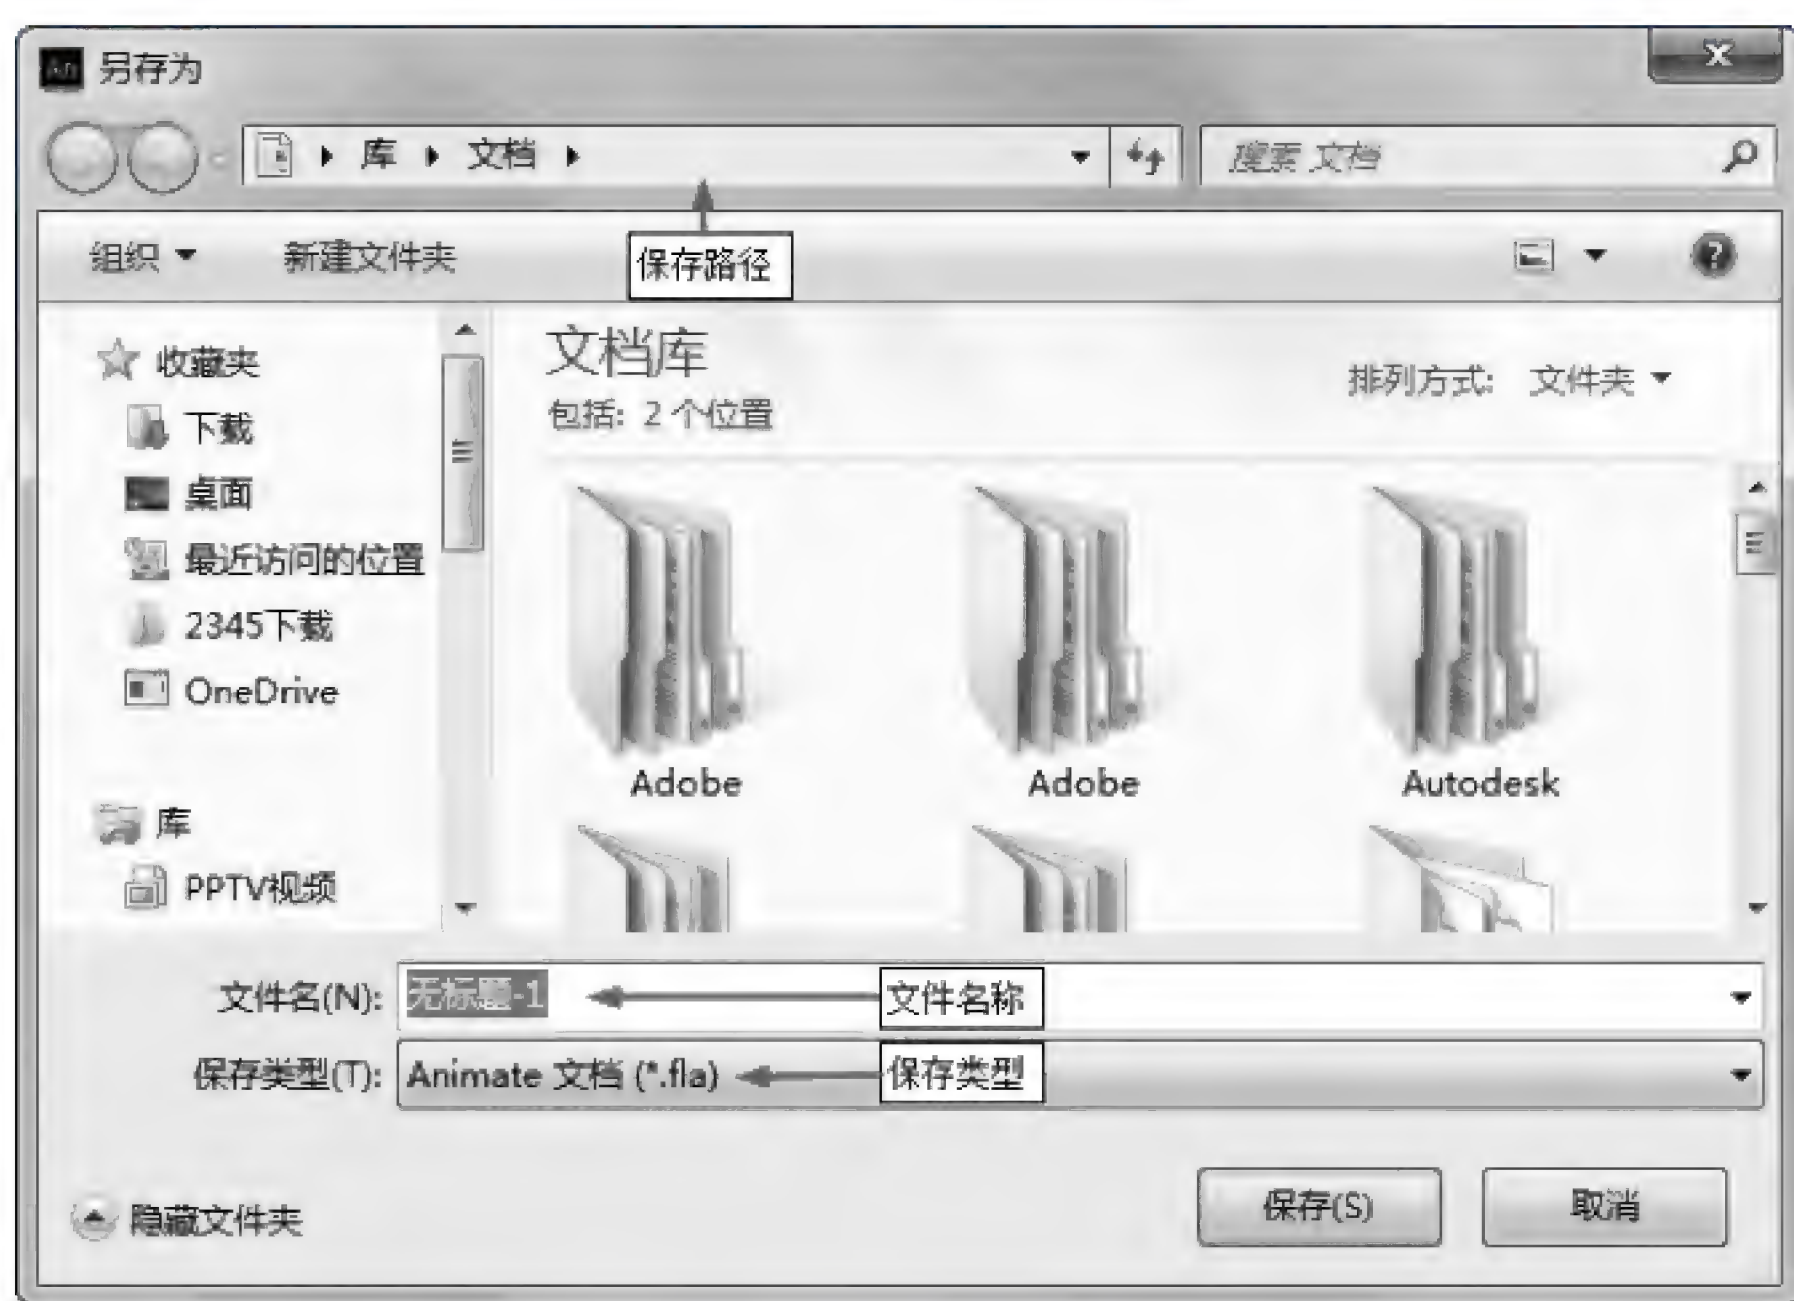 An 另存为
库 文档
搜索 文档
组织 新建文件夹
保存路径
收藏夹
下载
桌面
最近访问的位置
2345下载
OneDrive
库
PPTV视频
文档库
包括: 2 个位置
排列方式: 文件夹
Adobe
Adobe
Autodesk
文件名(N): 无标题-1
文件名称
保存类型(T): Animate 文档 (*.fla)
保存类型
隐藏文件夹
保存(S)
取消